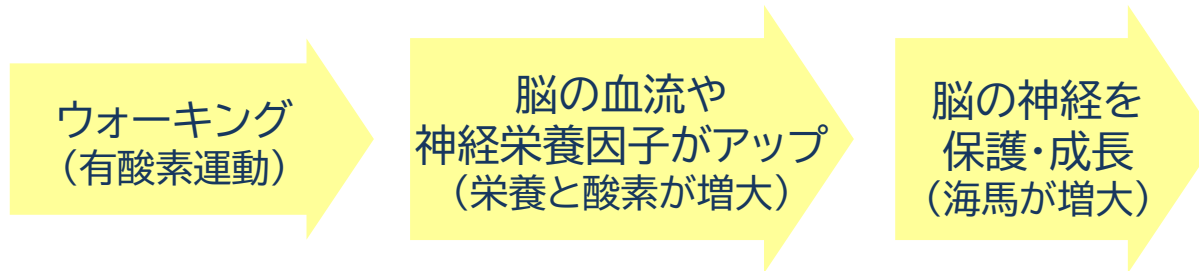 ウォーキング
（有酸素運動）
脳の血流や
神経栄養因子がアップ
（栄養と酸素が増大）
脳の神経を
保護・成長
（海馬が増大）